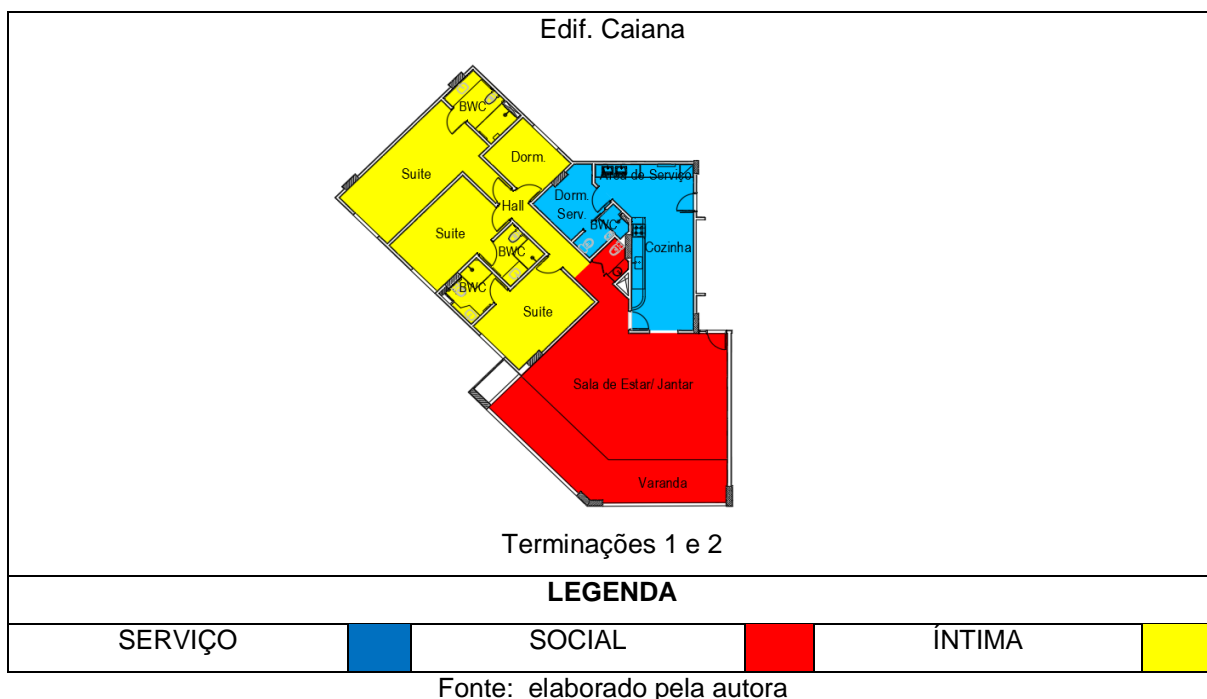 Edif. Caiana
BWC
Dorm.
Suite
Área de Serviço
Dorm.
Serv.
Hall
BWC
Suite
Cozinha
BWC
BWC
Suite
Sala de Estar/ Jantar
Varanda
Terminações 1 e 2
LEGENDA
SERVIÇO SOCIAL ÍNTIMA
Fonte: elaborado pela autora